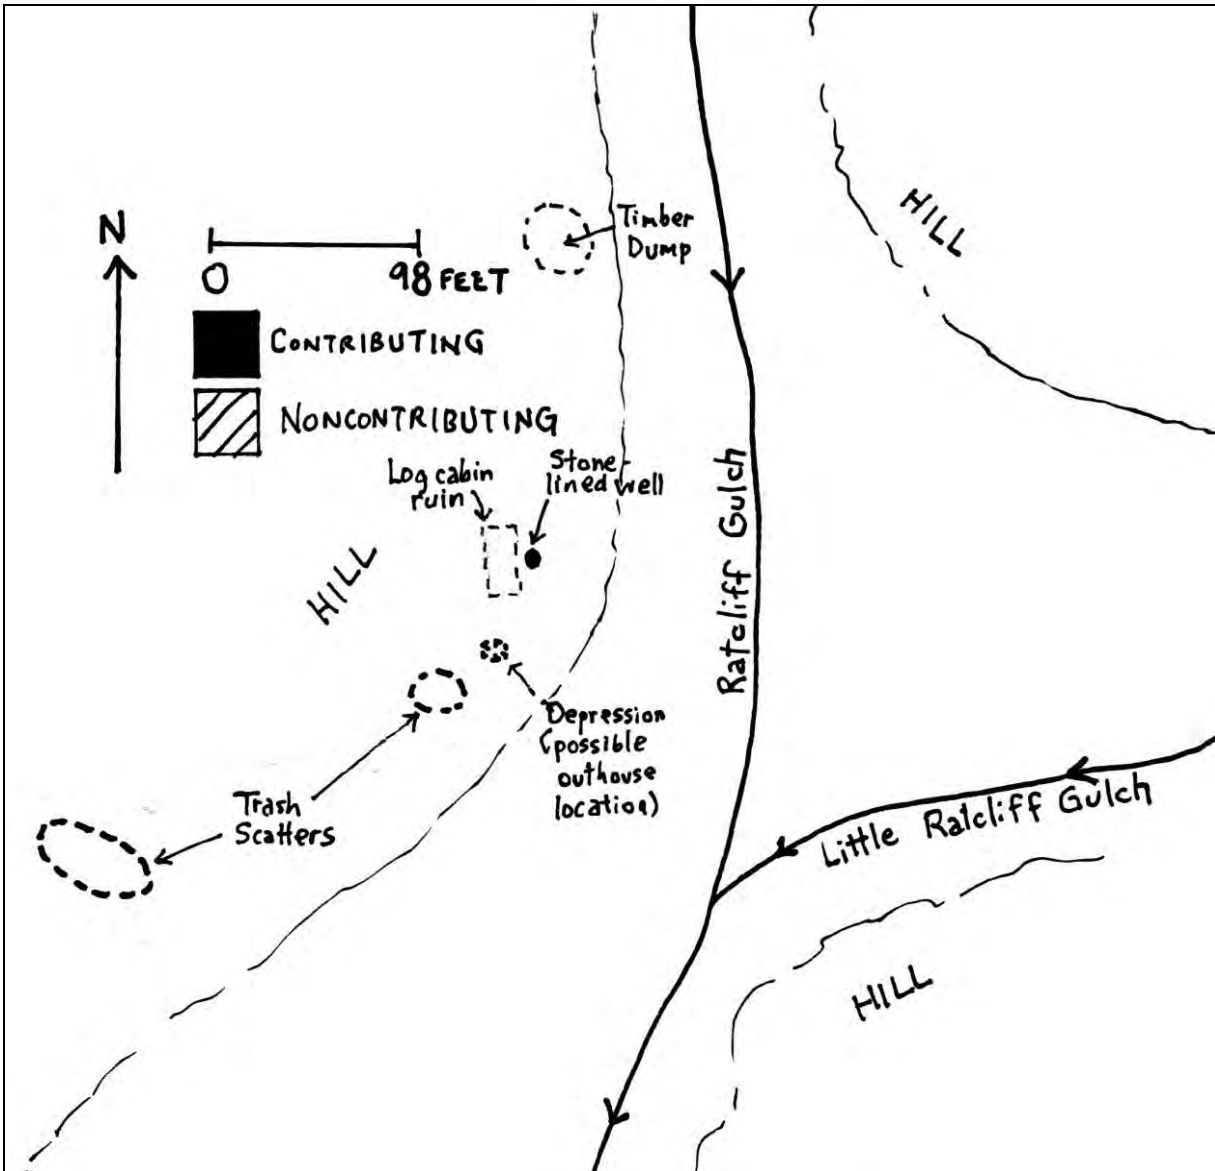 HILL
Timber
Dump
N
0 98 FEET
CONTRIBUTING
NONCONTRIBUTING
Log cabin
ruin
Stone-
lined well
Ratcliff Gulch
HILL
Depression
(possible
outhouse
location)
Trash
Scatters
Little Ratcliff Gulch
HILL